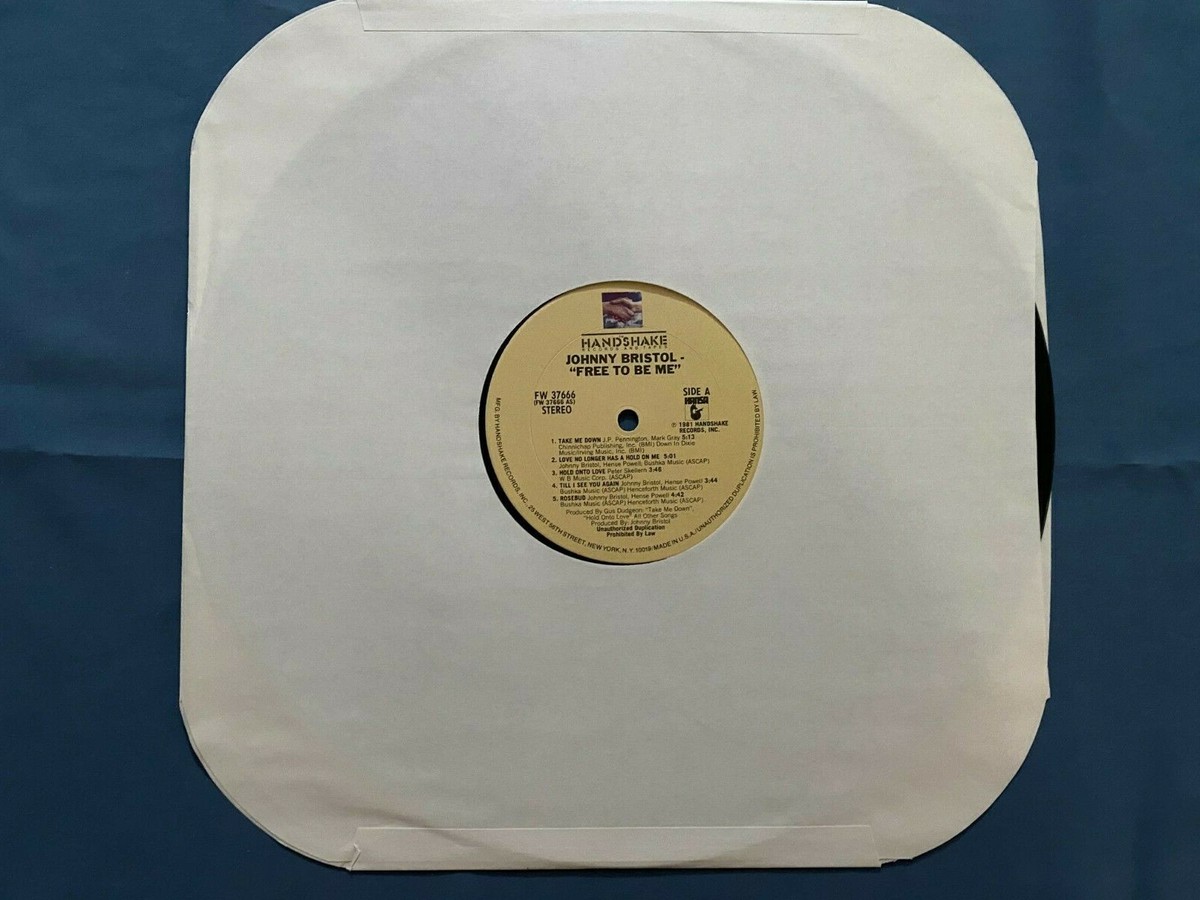 HANDSHAKE
RECORDS AND TAPES
JOHNNY BRISTOL -
"FREE TO BE ME"
FW 37666
(FW 37666 AS)
STEREO
SIDE A
HANSA
℗ 1981 HANDSHAKE
RECORDS, INC.
1. TAKE ME DOWN J.P. Pennington, Mark Gray 5:13
Chinnichap Publishing, Inc. (BMI) Down In Dixie
Music/Irving Music, Inc. (BMI)
2. LOVE NO LONGER HAS A HOLD ON ME 5:01
Johnny Bristol, Hense Powell; Bushka Music (ASCAP)
3. HOLD ONTO LOVE Peter Skellern 3:46
W.B Music Corp. (ASCAP)
4. TILL I SEE YOU AGAIN Johnny Bristol, Hense Powell 3:44
Bushka Music (ASCAP) Henceforth Music (ASCAP)
5. ROSEBUD Johnny Bristol, Hense Powell 4:42
Bushka Music (ASCAP) Henceforth Music (ASCAP)
Produced By Gus Dudgeon: "Take Me Down",
"Hold Onto Love" All Other Songs
Produced By: Johnny Bristol
Unauthorized Duplication
Prohibited By Law
MFG. BY HANDSHAKE RECORDS, INC., 25 WEST 56TH STREET, NEW YORK, N.Y. 10019/MADE IN U.S.A./UNAUTHORIZED DUPLICATION IS PROHIBITED BY LAW